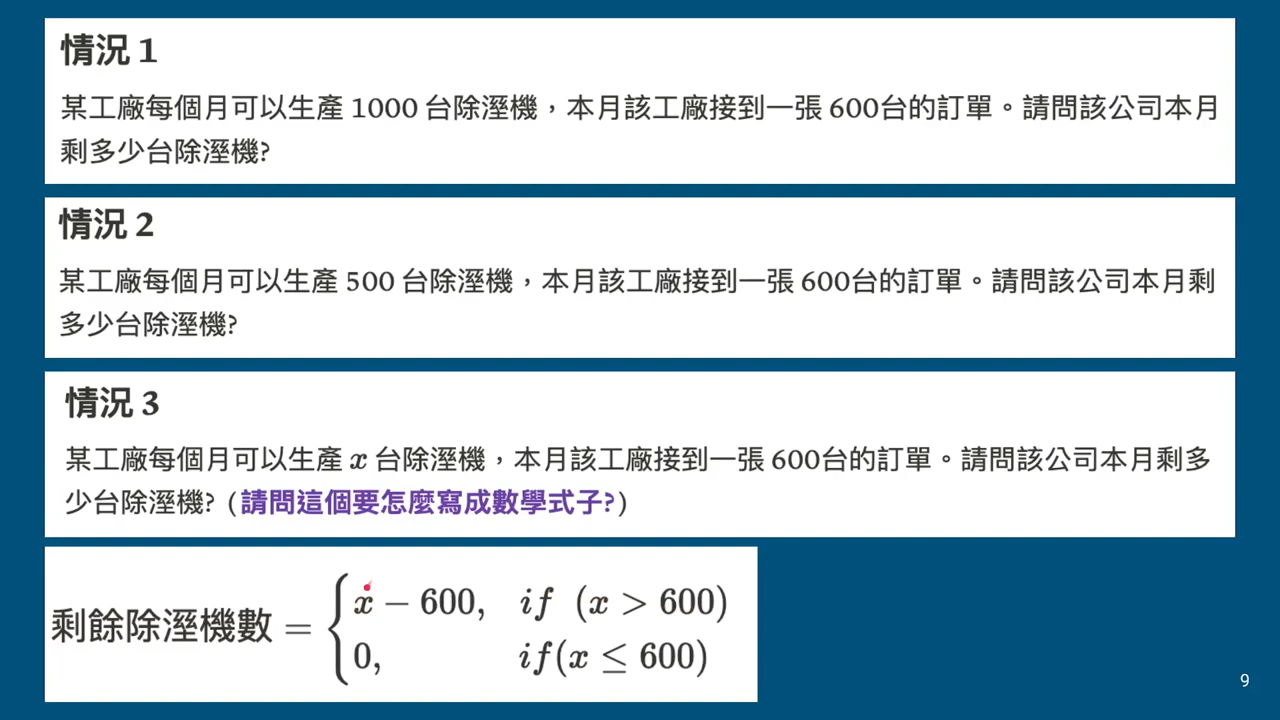 情況 1
某工廠每個月可以生產 1000 台除溼機，本月該工廠接到一張 600台的訂單。請問該公司本月
剩多少台除溼機?
情況 2
某工廠每個月可以生產 500 台除溼機，本月該工廠接到一張 600台的訂單。請問該公司本月剩
多少台除溼機?
情況 3
某工廠每個月可以生產 x 台除溼機，本月該工廠接到一張 600台的訂單。請問該公司本月剩多
少台除溼機? (請問這個要怎麼寫成數學式子?)
剩餘除溼機數 = { x − 600, if (x > 600)
0, if(x ≤ 600)
9